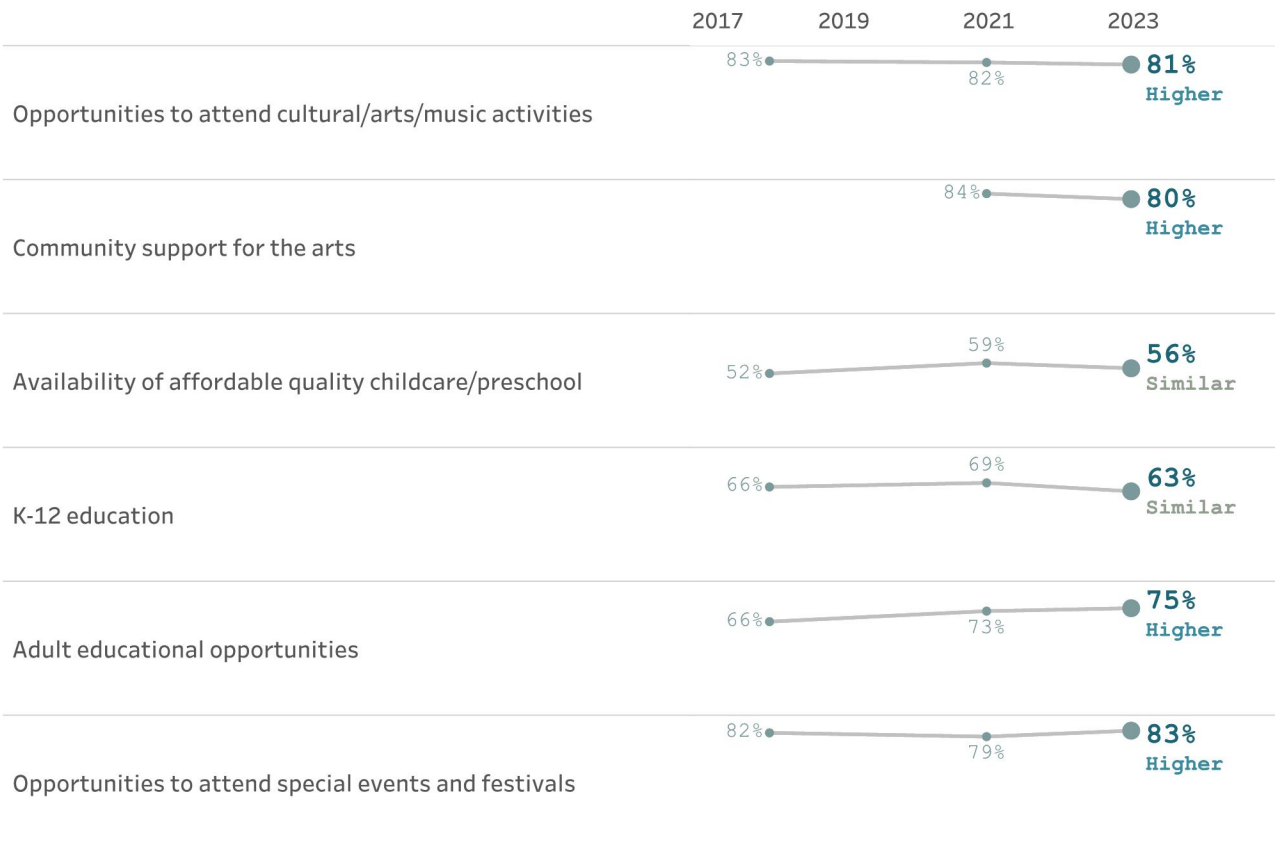 2017 2019 2021 2023
83% 82% 81%
Higher
Opportunities to attend cultural/arts/music activities
84% 80%
Higher
Community support for the arts
52% 59% 56%
Similar
Availability of affordable quality childcare/preschool
66% 69% 63%
Similar
K-12 education
66% 73% 75%
Higher
Adult educational opportunities
82% 79% 83%
Higher
Opportunities to attend special events and festivals